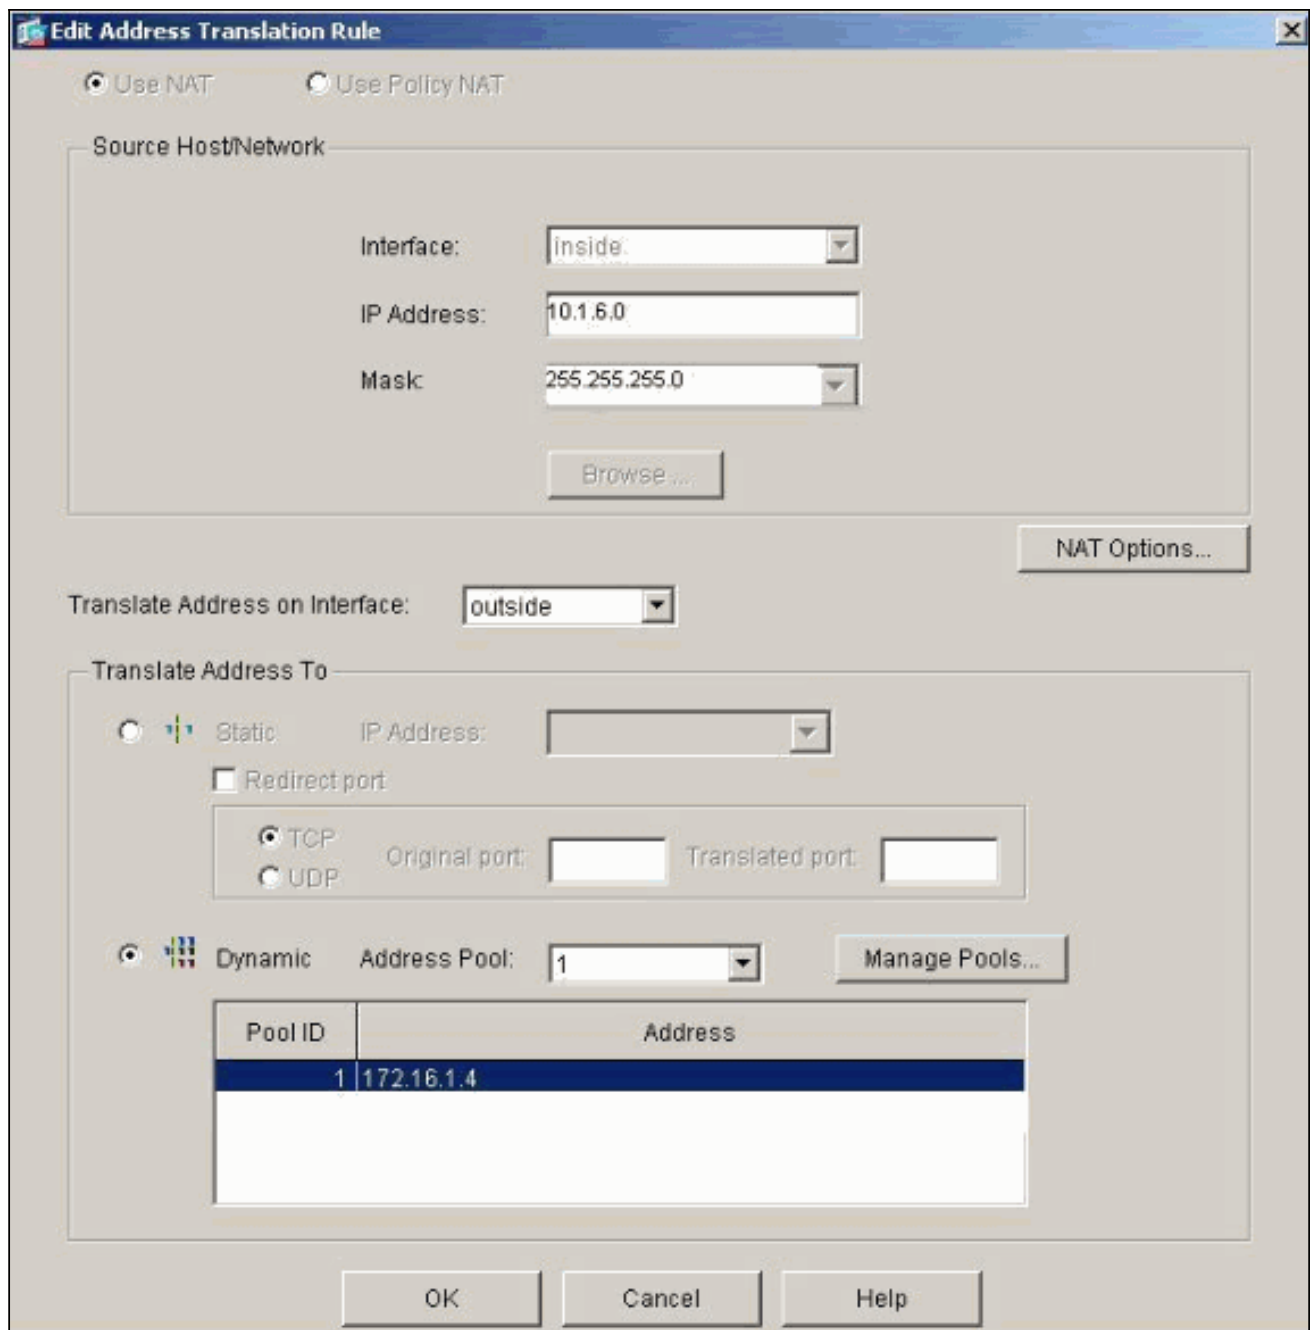 Edit Address Translation Rule
Use NAT Use Policy NAT
Source Host/Network
Interface: inside
IP Address: 10.1.6.0
Mask: 255.255.255.0
Browse ...
NAT Options...
Translate Address on Interface: outside
Translate Address To
Static IP Address:
Redirect port
TCP
Original port: Translated port:
UDP
Dynamic Address Pool: 1 Manage Pools...
Pool ID Address
1 172.16.1.4
OK Cancel Help